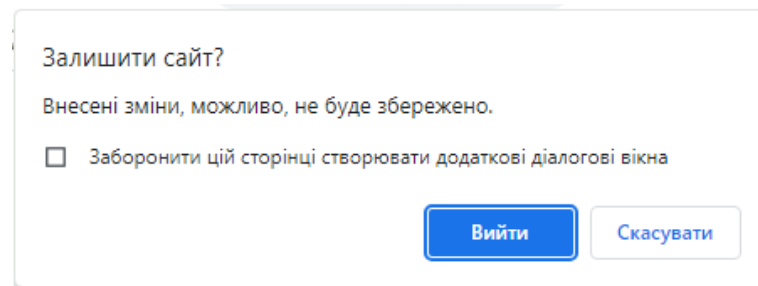 Залишити сайт?
Внесені зміни, можливо, не буде збережено.
Заборонити цій сторінці створювати додаткові діалогові вікна
Вийти Скасувати